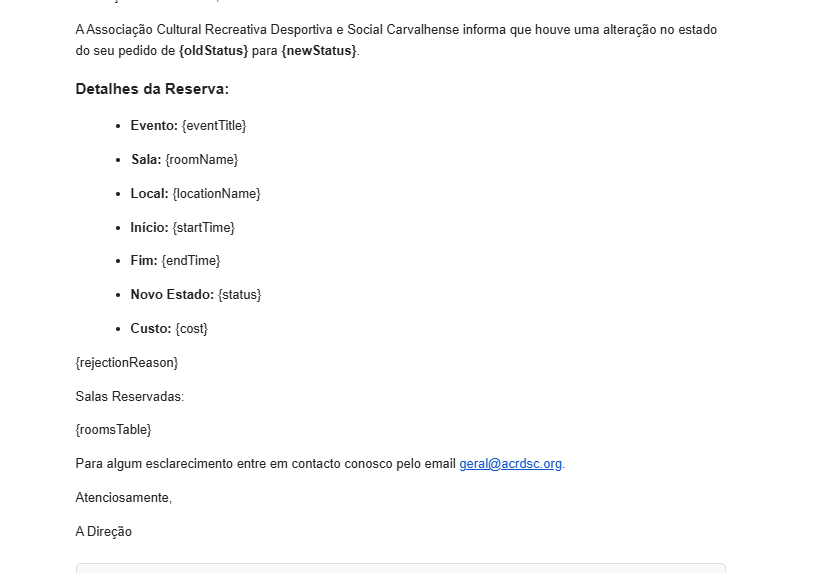 A Associação Cultural Recreativa Desportiva e Social Carvalhense informa que houve uma alteração no estado
do seu pedido de {oldStatus} para {newStatus}.
Detalhes da Reserva:
• Evento: {eventTitle}
• Sala: {roomName}
• Local: {locationName}
• Início: {startTime}
• Fim: {endTime}
• Novo Estado: {status}
• Custo: {cost}
{rejectionReason}
Salas Reservadas:
{roomsTable}
Para algum esclarecimento entre em contacto conosco pelo email geral@acrdsc.org.
Atenciosamente,
A Direção